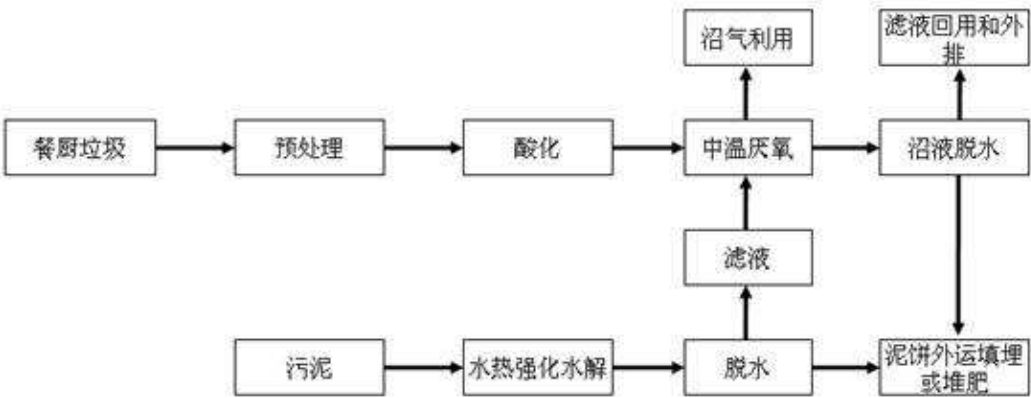 沼气利用
滤液回用和外
排
餐厨垃圾
预处理
酸化
中温厌氧
沼液脱水
滤液
污泥
水热强化水解
脱水
泥饼外运填埋
或堆肥